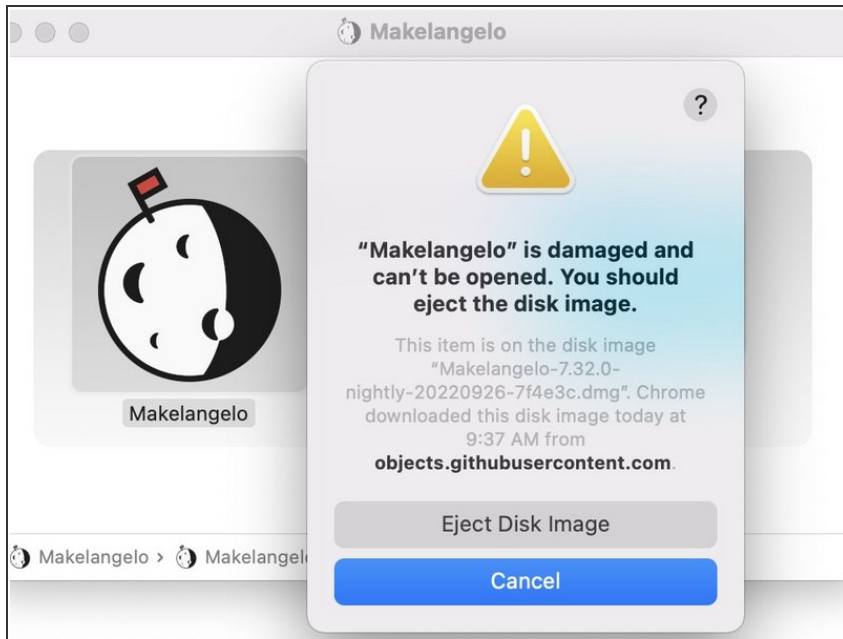 Makelangelo
?
“Makelangelo” is damaged and
can’t be opened. You should
eject the disk image.
This item is on the disk image
“Makelangelo-7.32.0-
nightly-20220926-7f4e3c.dmg”. Chrome
downloaded this disk image today at
9:37 AM from
objects.githubusercontent.com.
Makelangelo
Eject Disk Image
Makelangelo › Makelangel
Cancel